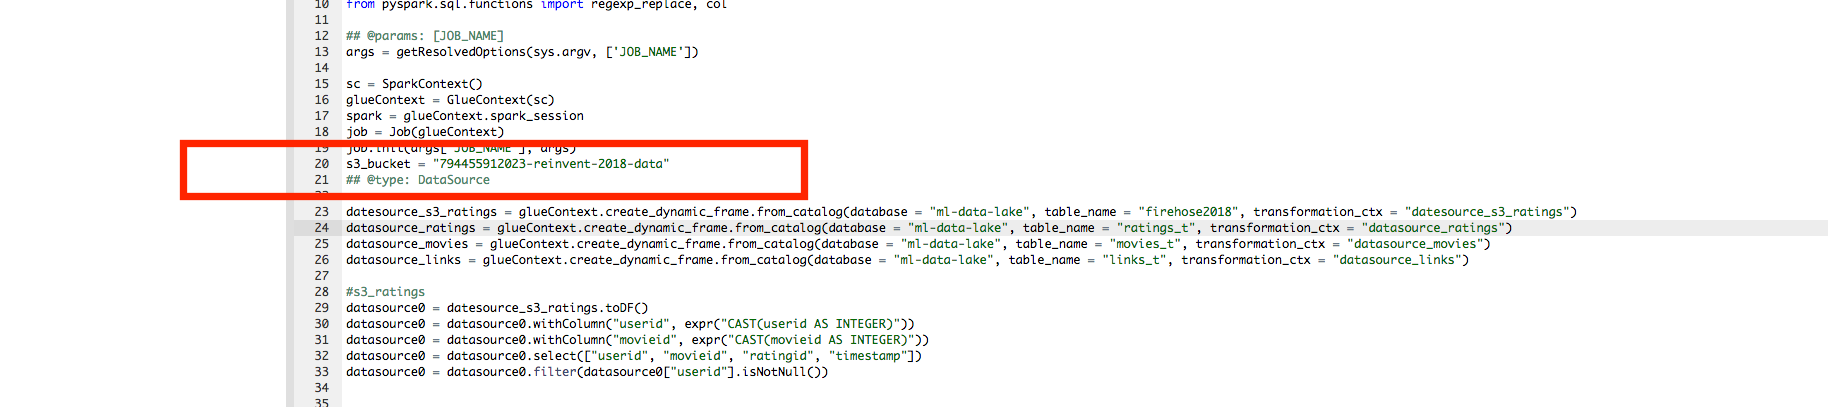 10 from pyspark.sql.functions import regexp_replace, col
11
12 ## @params: [JOB_NAME]
13 args = getResolvedOptions(sys.argv, ['JOB_NAME'])
14
15 sc = SparkContext()
16 glueContext = GlueContext(sc)
17 spark = glueContext.spark_session
18 job = Job(glueContext)
19 job.init(args['JOB_NAME'], args)
20 s3_bucket = "794455912023-reinvent-2018-data"
21 ## @type: DataSource
22
23 datesource_s3_ratings = glueContext.create_dynamic_frame.from_catalog(database = "ml-data-lake", table_name = "firehose2018", transformation_ctx = "datesource_s3_ratings")
24 datasource_ratings = glueContext.create_dynamic_frame.from_catalog(database = "ml-data-lake", table_name = "ratings_t", transformation_ctx = "datasource_ratings")
25 datasource_movies = glueContext.create_dynamic_frame.from_catalog(database = "ml-data-lake", table_name = "movies_t", transformation_ctx = "datasource_movies")
26 datasource_links = glueContext.create_dynamic_frame.from_catalog(database = "ml-data-lake", table_name = "links_t", transformation_ctx = "datasource_links")
27
28 #s3_ratings
29 datasource0 = datesource_s3_ratings.toDF()
30 datasource0 = datasource0.withColumn("userid", expr("CAST(userid AS INTEGER)"))
31 datasource0 = datasource0.withColumn("movieid", expr("CAST(movieid AS INTEGER)"))
32 datasource0 = datasource0.select(["userid", "movieid", "ratingid", "timestamp"])
33 datasource0 = datasource0.filter(datasource0["userid"].isNotNull())
34
35